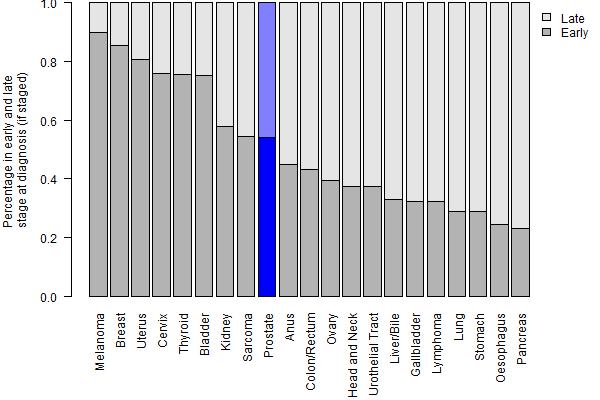 Percentage in early and late
stage at diagnosis (if staged)
1.0
0.8
0.6
0.4
0.2
0.0
Late
Early
Melanoma
Breast
Uterus
Cervix
Thyroid
Bladder
Kidney
Sarcoma
Prostate
Anus
Colon/Rectum
Ovary
Head and Neck
Urothelial Tract
Liver/Bile
Gallbladder
Lymphoma
Lung
Stomach
Oesophagus
Pancreas